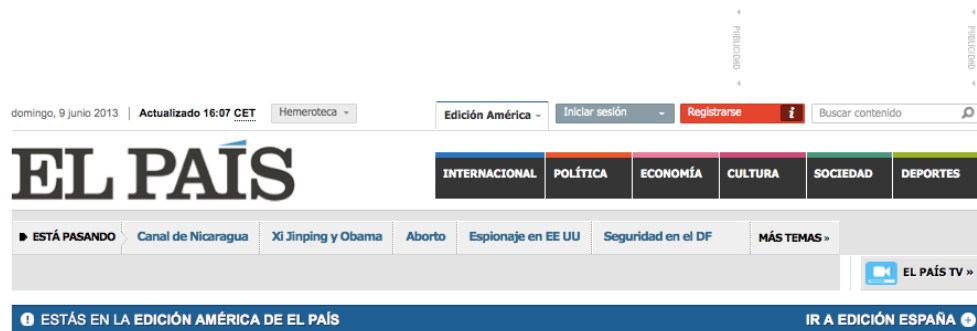 PUBLICIDAD
PUBLICIDAD
domingo, 9 junio 2013 | Actualizado 16:07 CET
Hemeroteca
Edición América
Iniciar sesión
Registrarse i
Buscar contenido
EL PAÍS
INTERNACIONAL POLÍTICA ECONOMÍA CULTURA SOCIEDAD DEPORTES
ESTÁ PASANDO Canal de Nicaragua Xi Jinping y Obama Aborto Espionaje en EE UU Seguridad en el DF MÁS TEMAS »
EL PAÍS TV »
ESTÁS EN LA EDICIÓN AMÉRICA DE EL PAÍS IR A EDICIÓN ESPAÑA